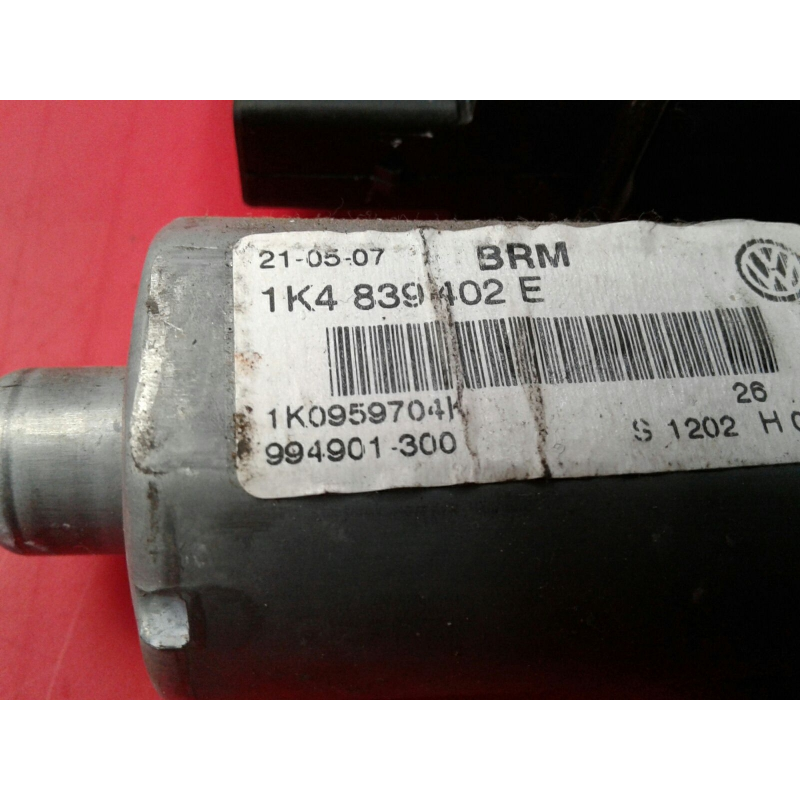 21-05-07 BRM
1K4 839 402 E
26
1K0959704K
994901-300 S 1202 H